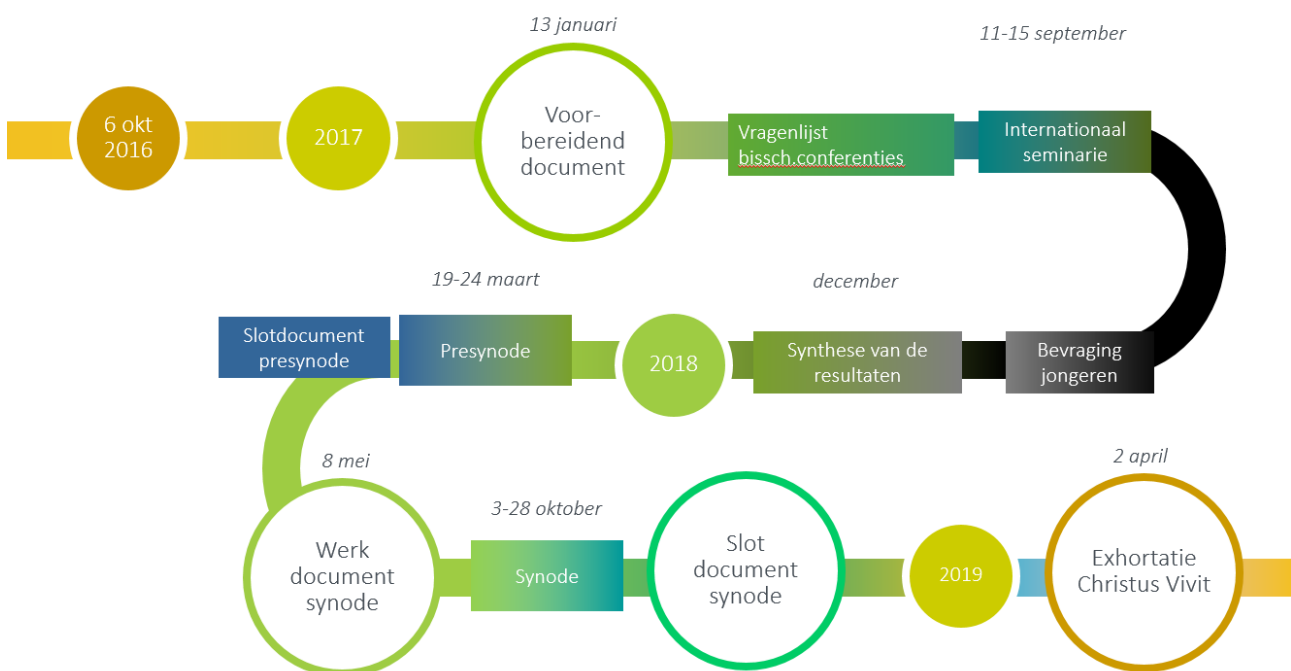 13 januari
11-15 september
6 okt
2016
2017
Voor-
bereidend
document
Vragenlijst
bissch.conferenties
Internationaal
seminarie
19-24 maart
december
Slotdocument
presynode
Presynode
2018
Synthese van de
resultaten
Bevraging
jongeren
8 mei
3-28 oktober
2 april
Werk
document
synode
Synode
Slot
document
synode
2019
Exhortatie
Christus Vivit